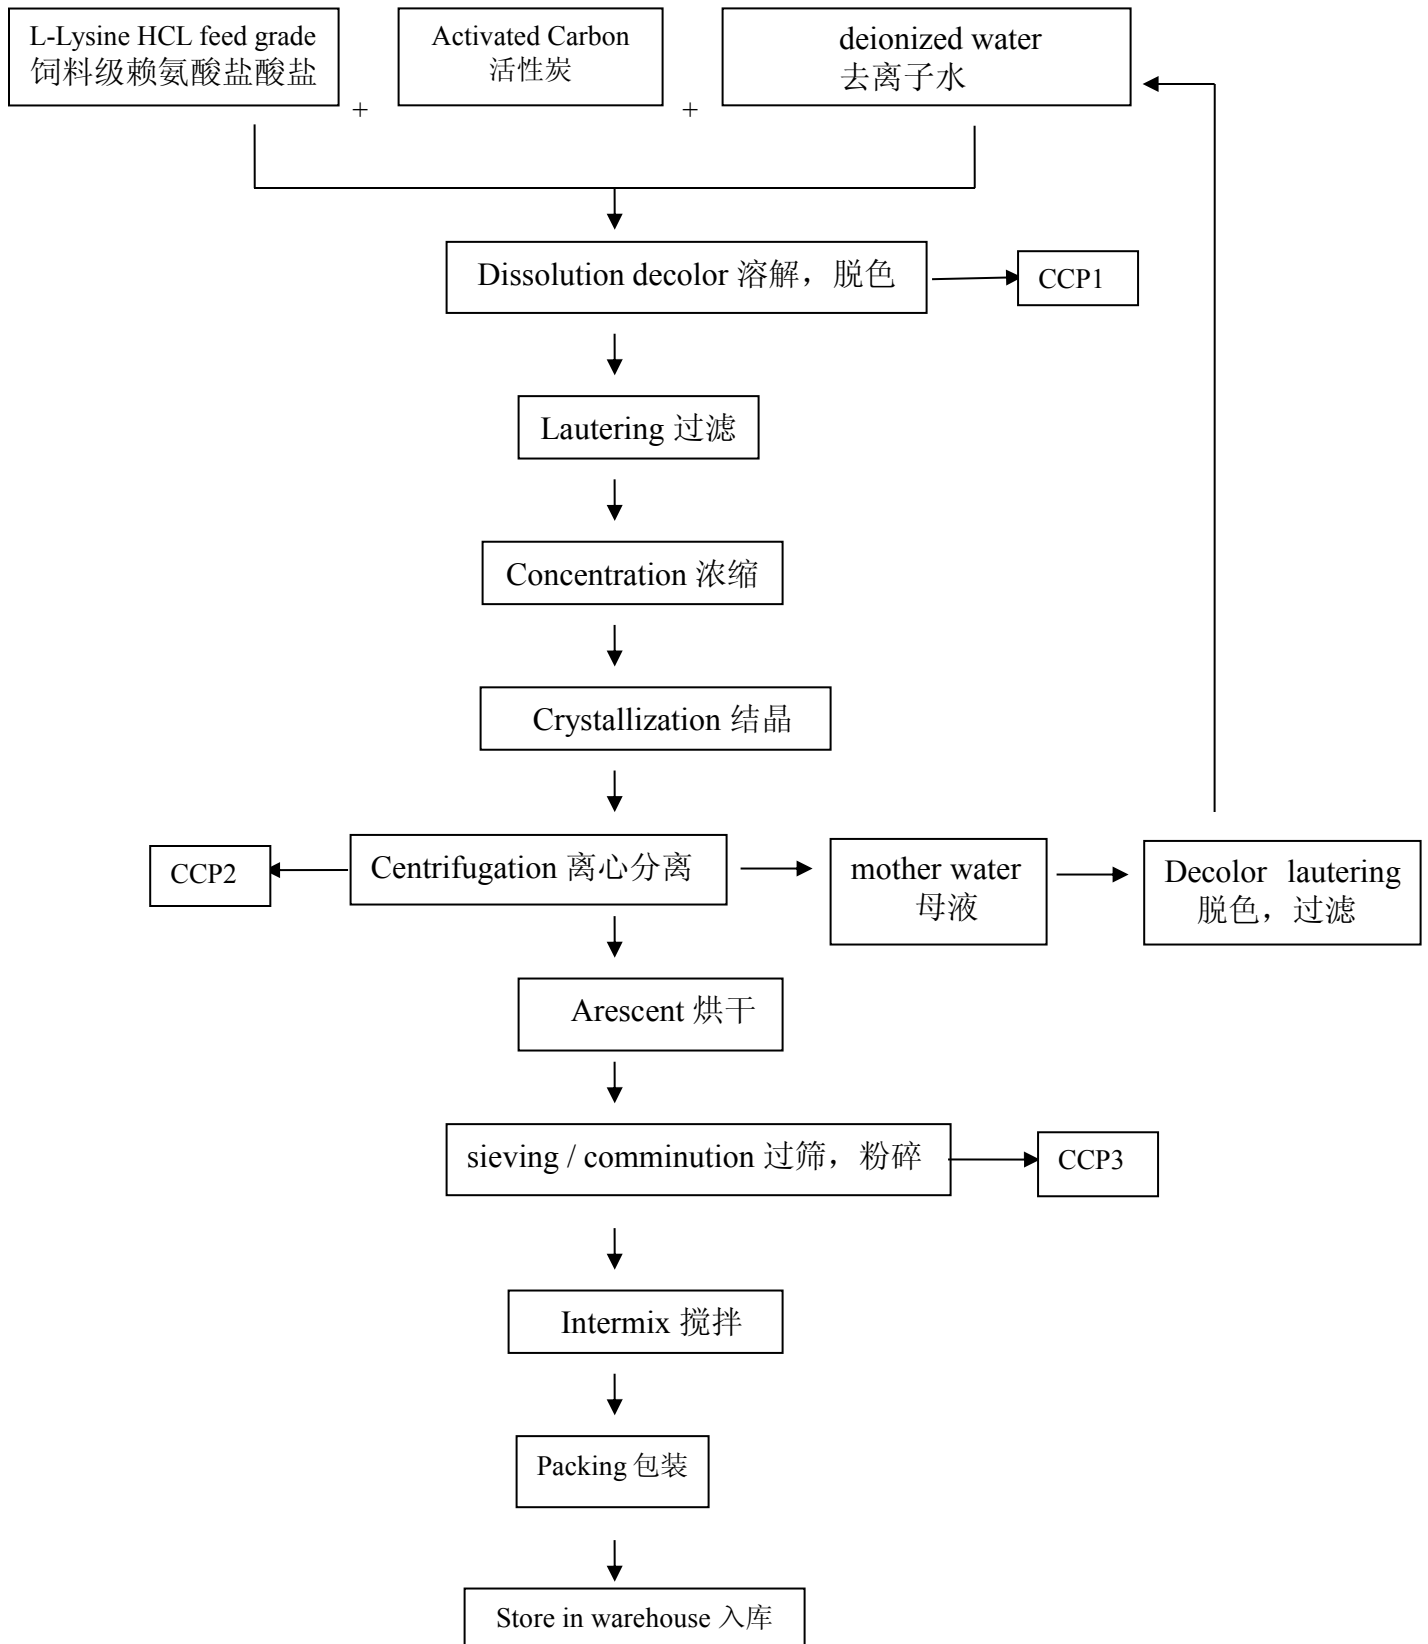 L-Lysine HCL feed grade
饲料级赖氨酸盐酸盐
+
Activated Carbon
活性炭
+
deionized water
去离子水
Dissolution decolor 溶解，脱色
CCP1
Lautering 过滤
Concentration 浓缩
Crystallization 结晶
CCP2
Centrifugation 离心分离
mother water
母液
Decolor lautering
脱色，过滤
Arescent 烘干
sieving / comminution 过筛，粉碎
CCP3
Intermix 搅拌
Packing 包装
Store in warehouse 入库